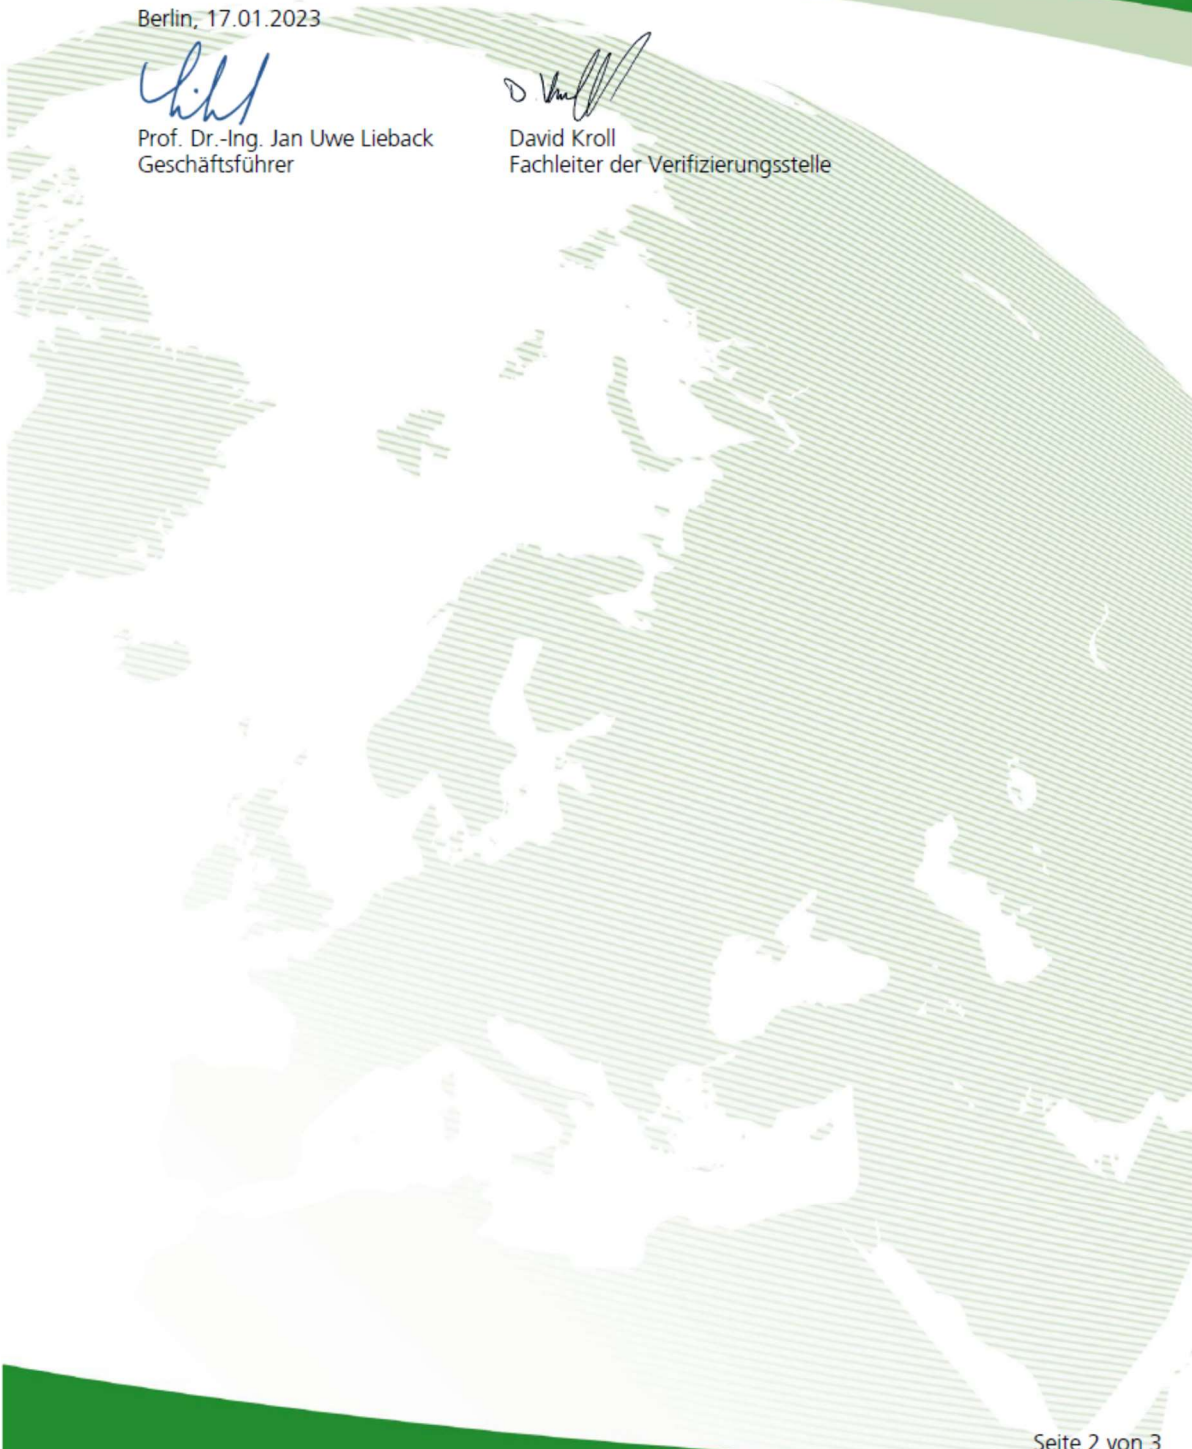 Berlin, 17.01.2023
Prof. Dr.-Ing. Jan Uwe Lieback
Geschäftsführer
D. Kroll
David Kroll
Fachleiter der Verifizierungsstelle
Seite 2 von 3